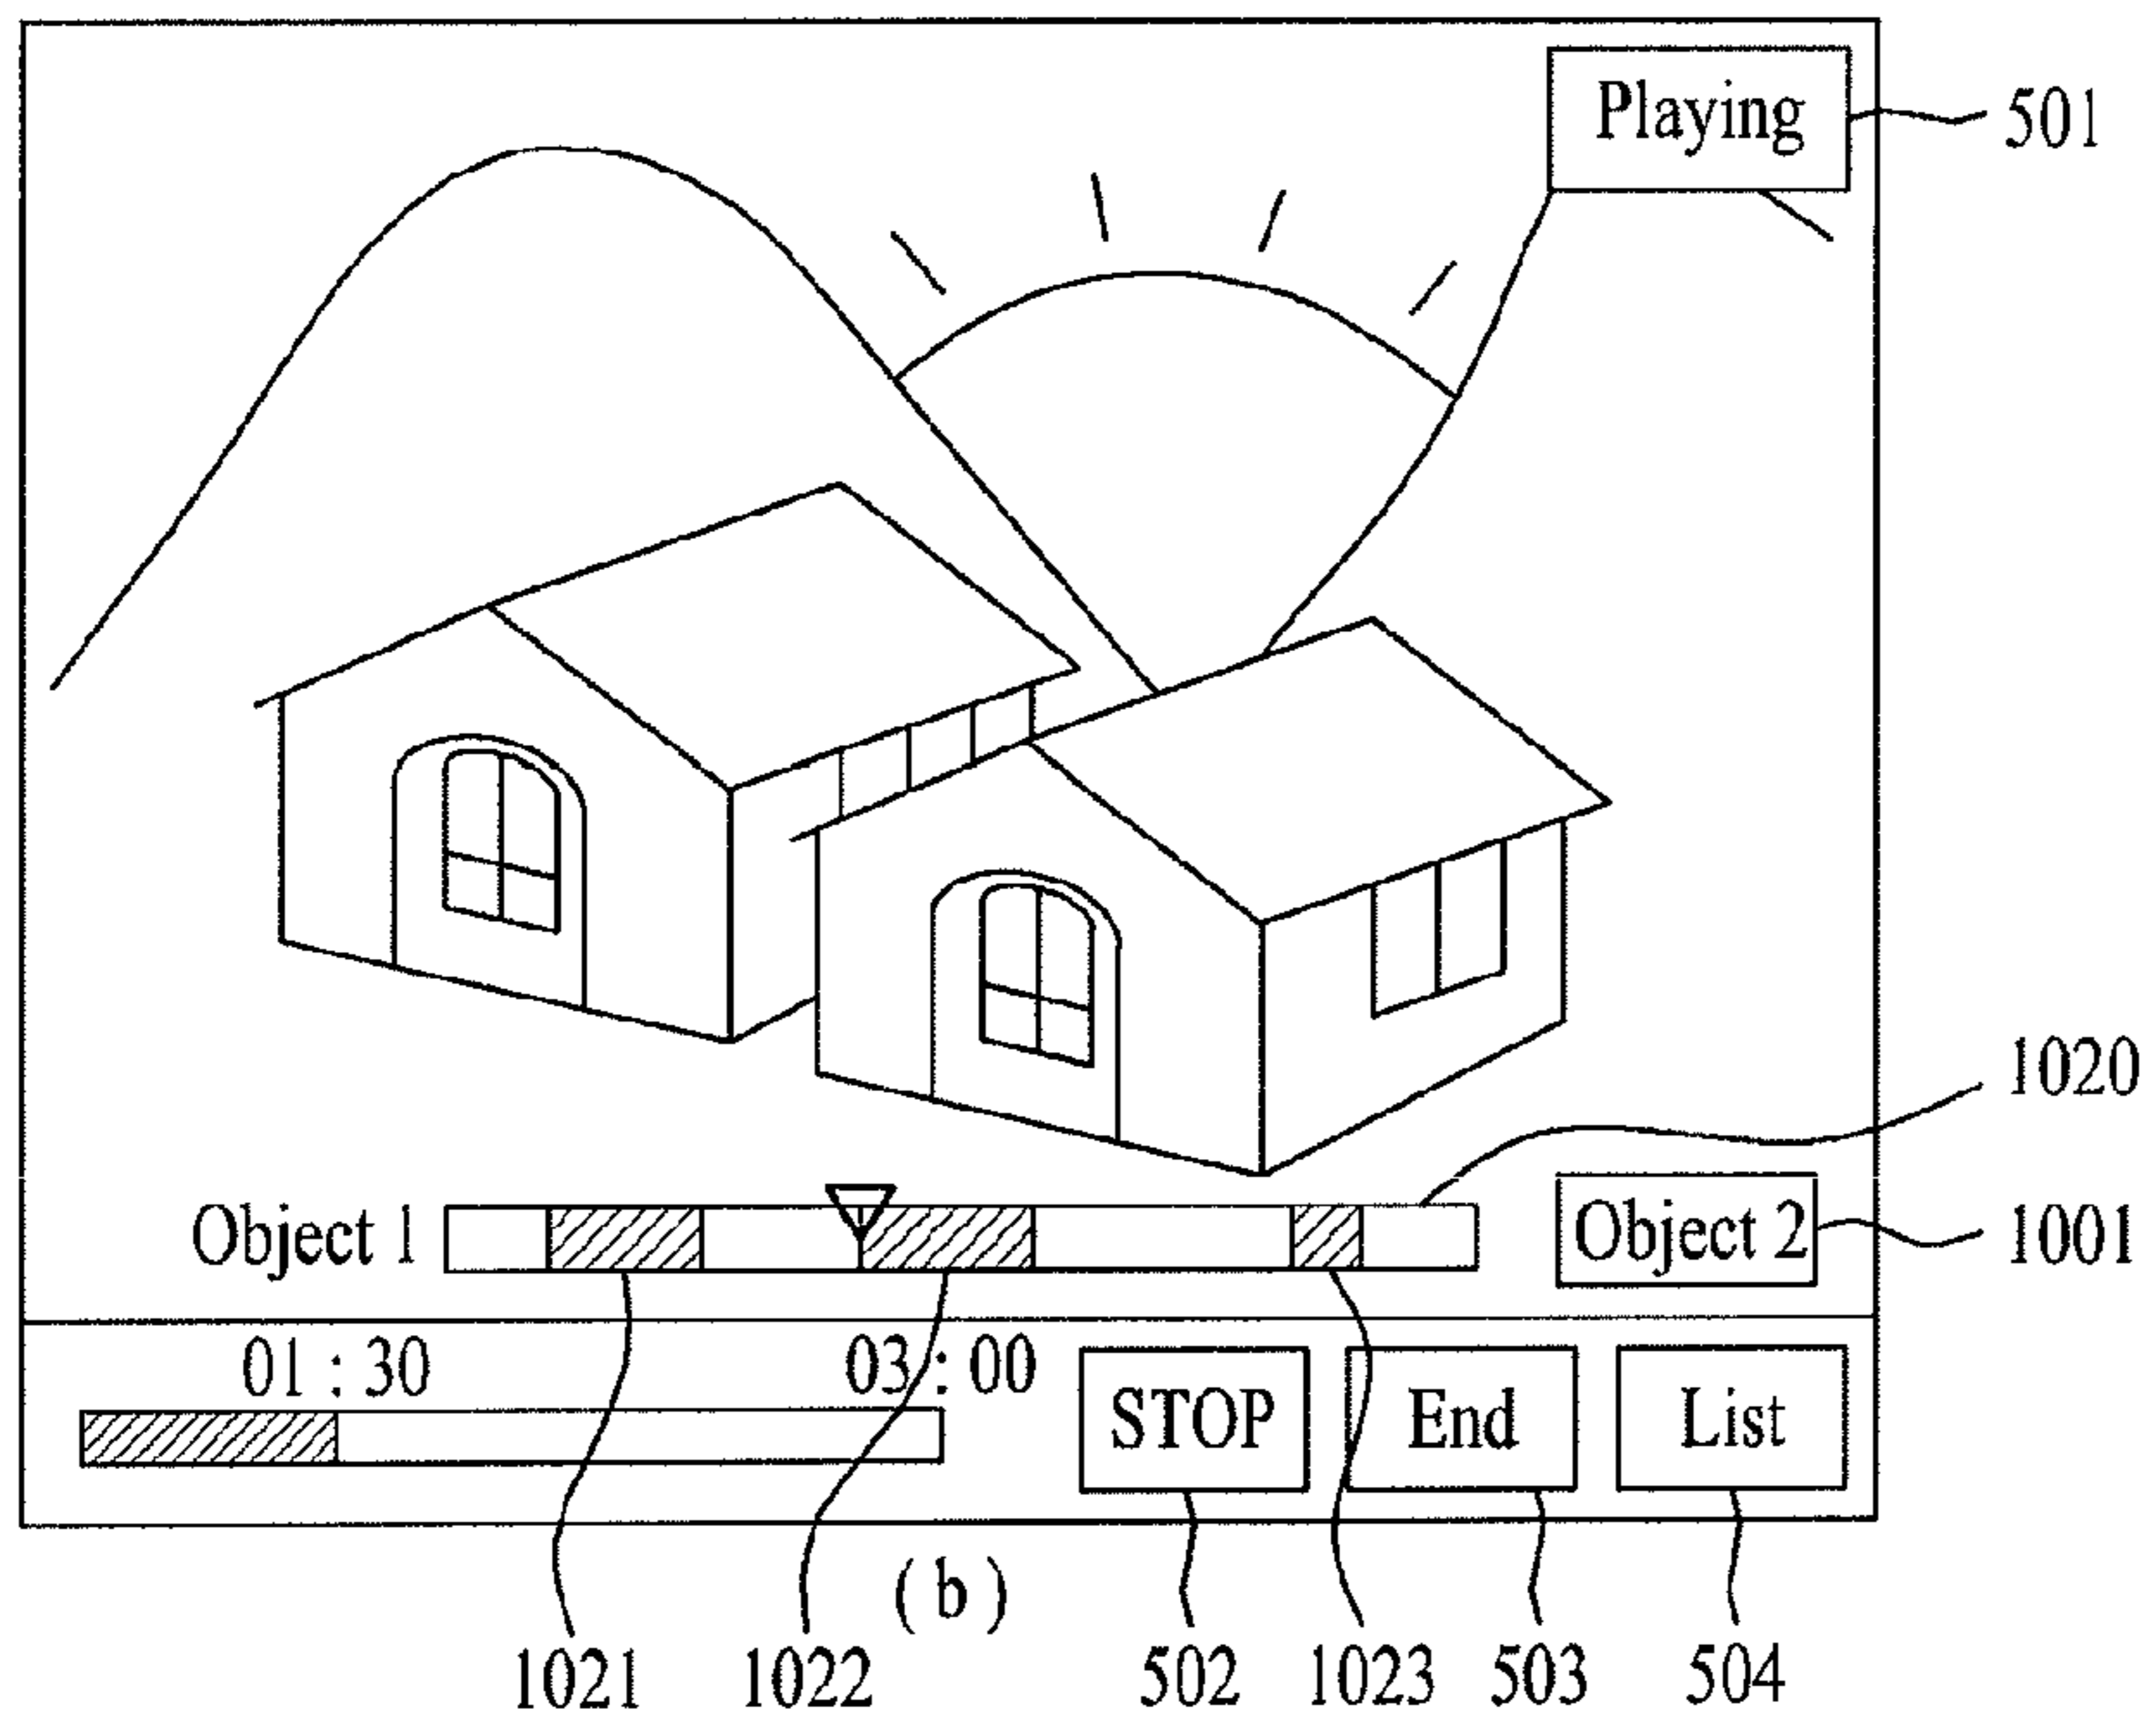 Playing
501
1020
Object 1
Object 2
1001
01 : 30
03 : 00
STOP
End
List
( b )
1021
1022
502
1023
503
504